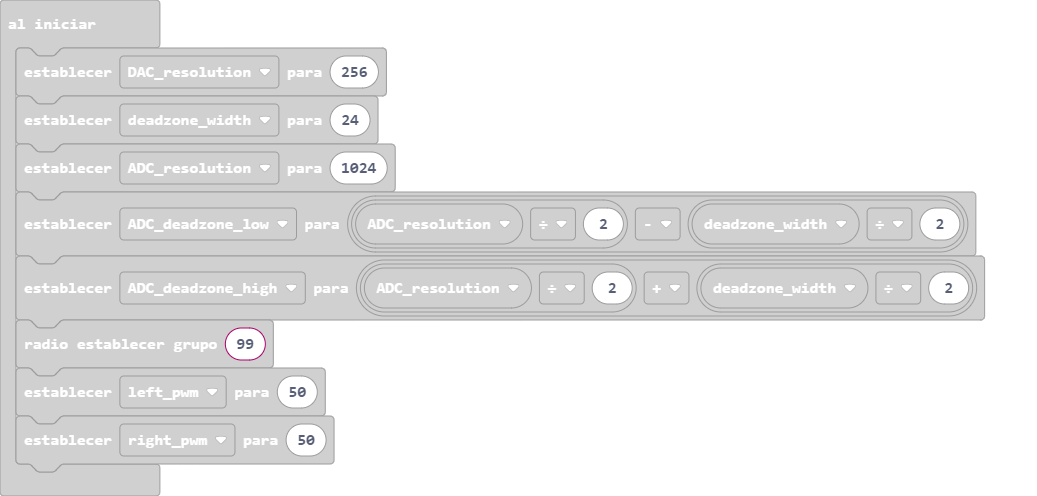 al iniciar
establecer DAC_resolution para 256
establecer deadzone_width para 24
establecer ADC_resolution para 1024
establecer ADC_deadzone_low para ADC_resolution ÷ 2 - deadzone_width ÷ 2
establecer ADC_deadzone_high para ADC_resolution ÷ 2 + deadzone_width ÷ 2
radio establecer grupo 99
establecer left_pwm para 50
establecer right_pwm para 50